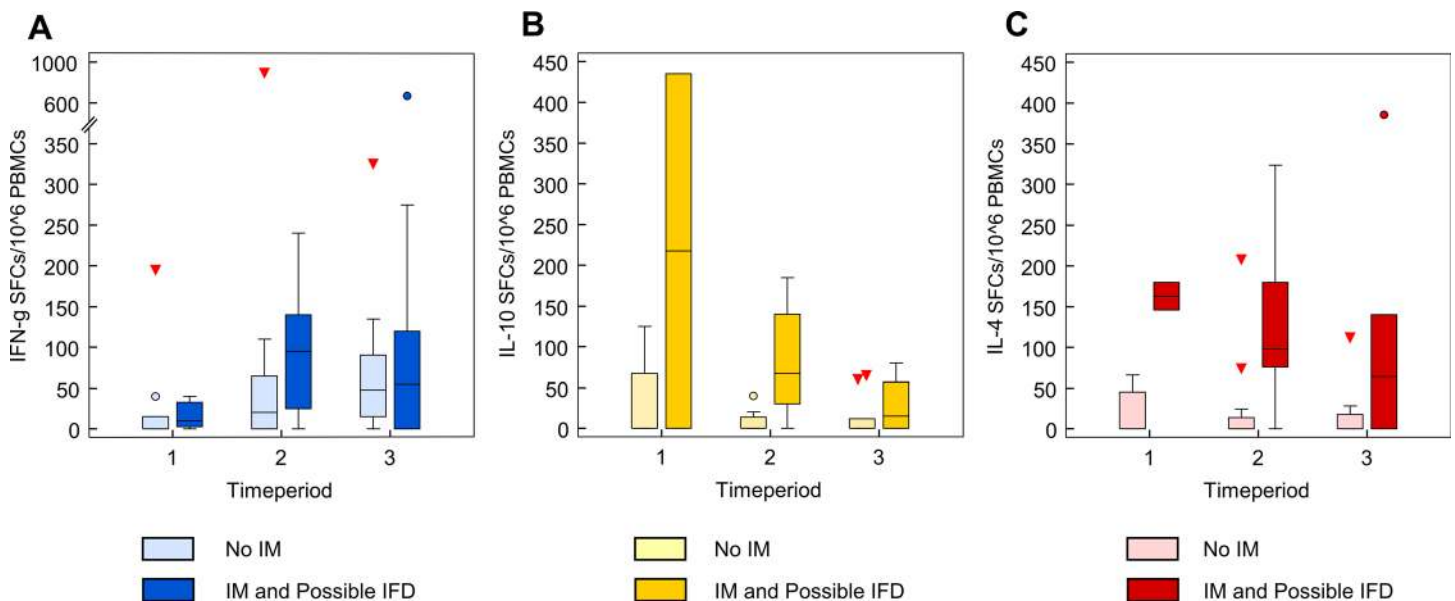 A
1000
600
350
300
250
200
150
100
50
0
IFN-g SFCs/10^6 PBMCs
1 2 3
Timeperiod
No IM
IM and Possible IFD
B
450
400
350
300
250
200
150
100
50
0
IL-10 SFCs/10^6 PBMCs
1 2 3
Timeperiod
No IM
IM and Possible IFD
C
450
400
350
300
250
200
150
100
50
0
IL-4 SFCs/10^6 PBMCs
1 2 3
Timeperiod
No IM
IM and Possible IFD